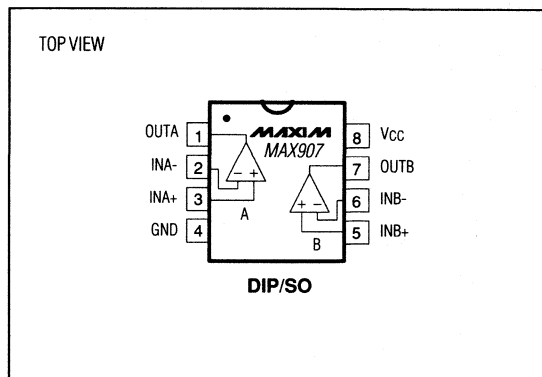 TOP VIEW
OUTA 1
MAXIM
8 VCC
INA- 2
MAX907
7 OUTB
INA+ 3
- +
+ -
6 INB-
A
GND 4
B
5 INB+
DIP/SO